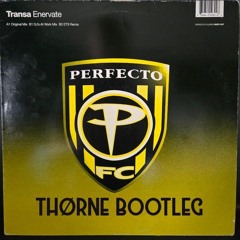 Transa Enervate
PERFECTO
FC
THØRNE BOOTLEG